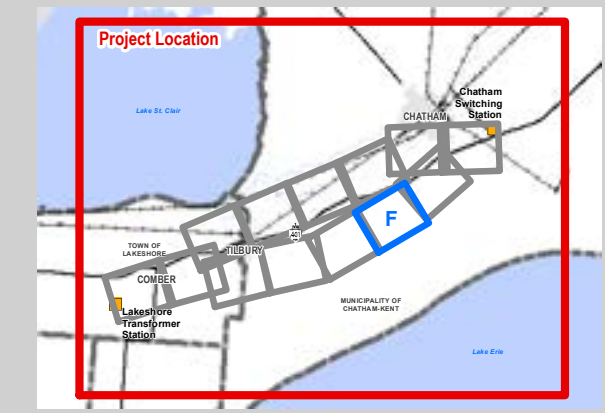 Project Location
Chatham
Switching
Station
Lake St. Clair
CHATHAM
F
401
TOWN OF
LAKESHORE
TILBURY
COMBER
MUNICIPALITY OF
CHATHAM-KENT
Lakeshore
Transformer
Station
Lake Erie